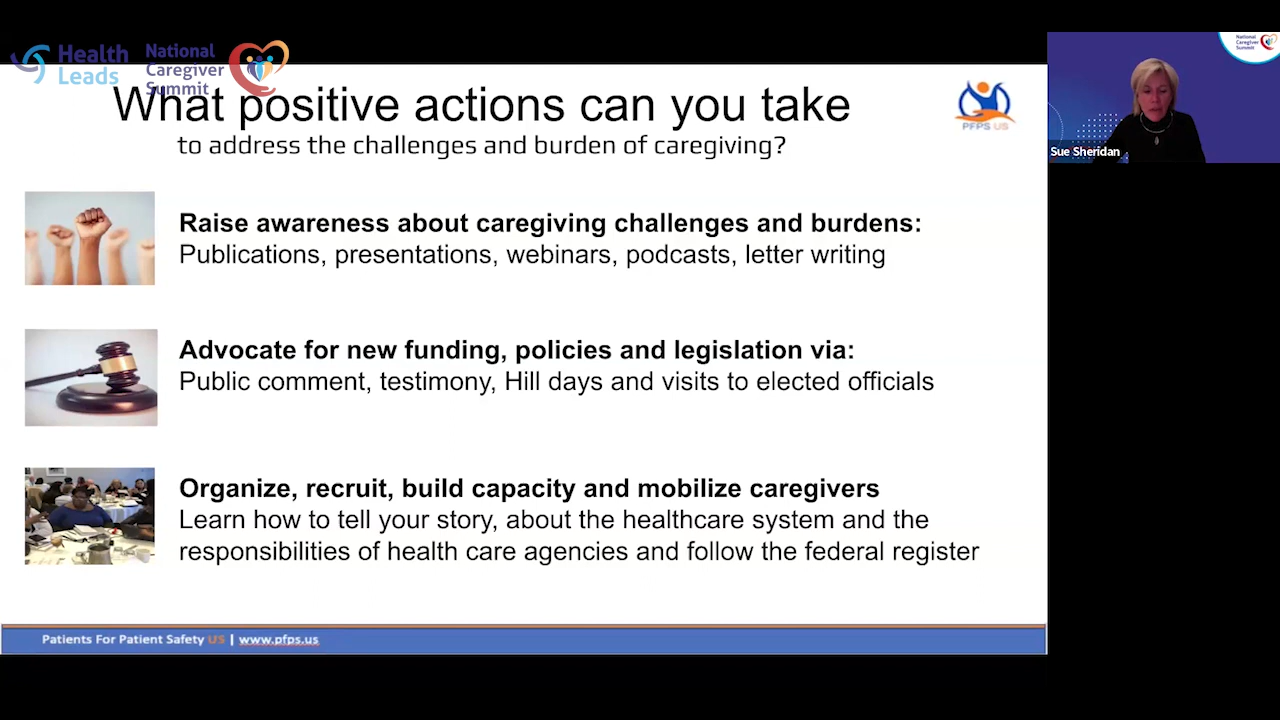 Health
Leads
National
Caregiver
Summit
What positive actions can you take
to address the challenges and burden of caregiving?
PFPS US
National
Caregiver
Summit
Sue Sheridan
Raise awareness about caregiving challenges and burdens:
Publications, presentations, webinars, podcasts, letter writing
Advocate for new funding, policies and legislation via:
Public comment, testimony, Hill days and visits to elected officials
Organize, recruit, build capacity and mobilize caregivers
Learn how to tell your story, about the healthcare system and the
responsibilities of health care agencies and follow the federal register
Patients For Patient Safety US | www.pfps.us